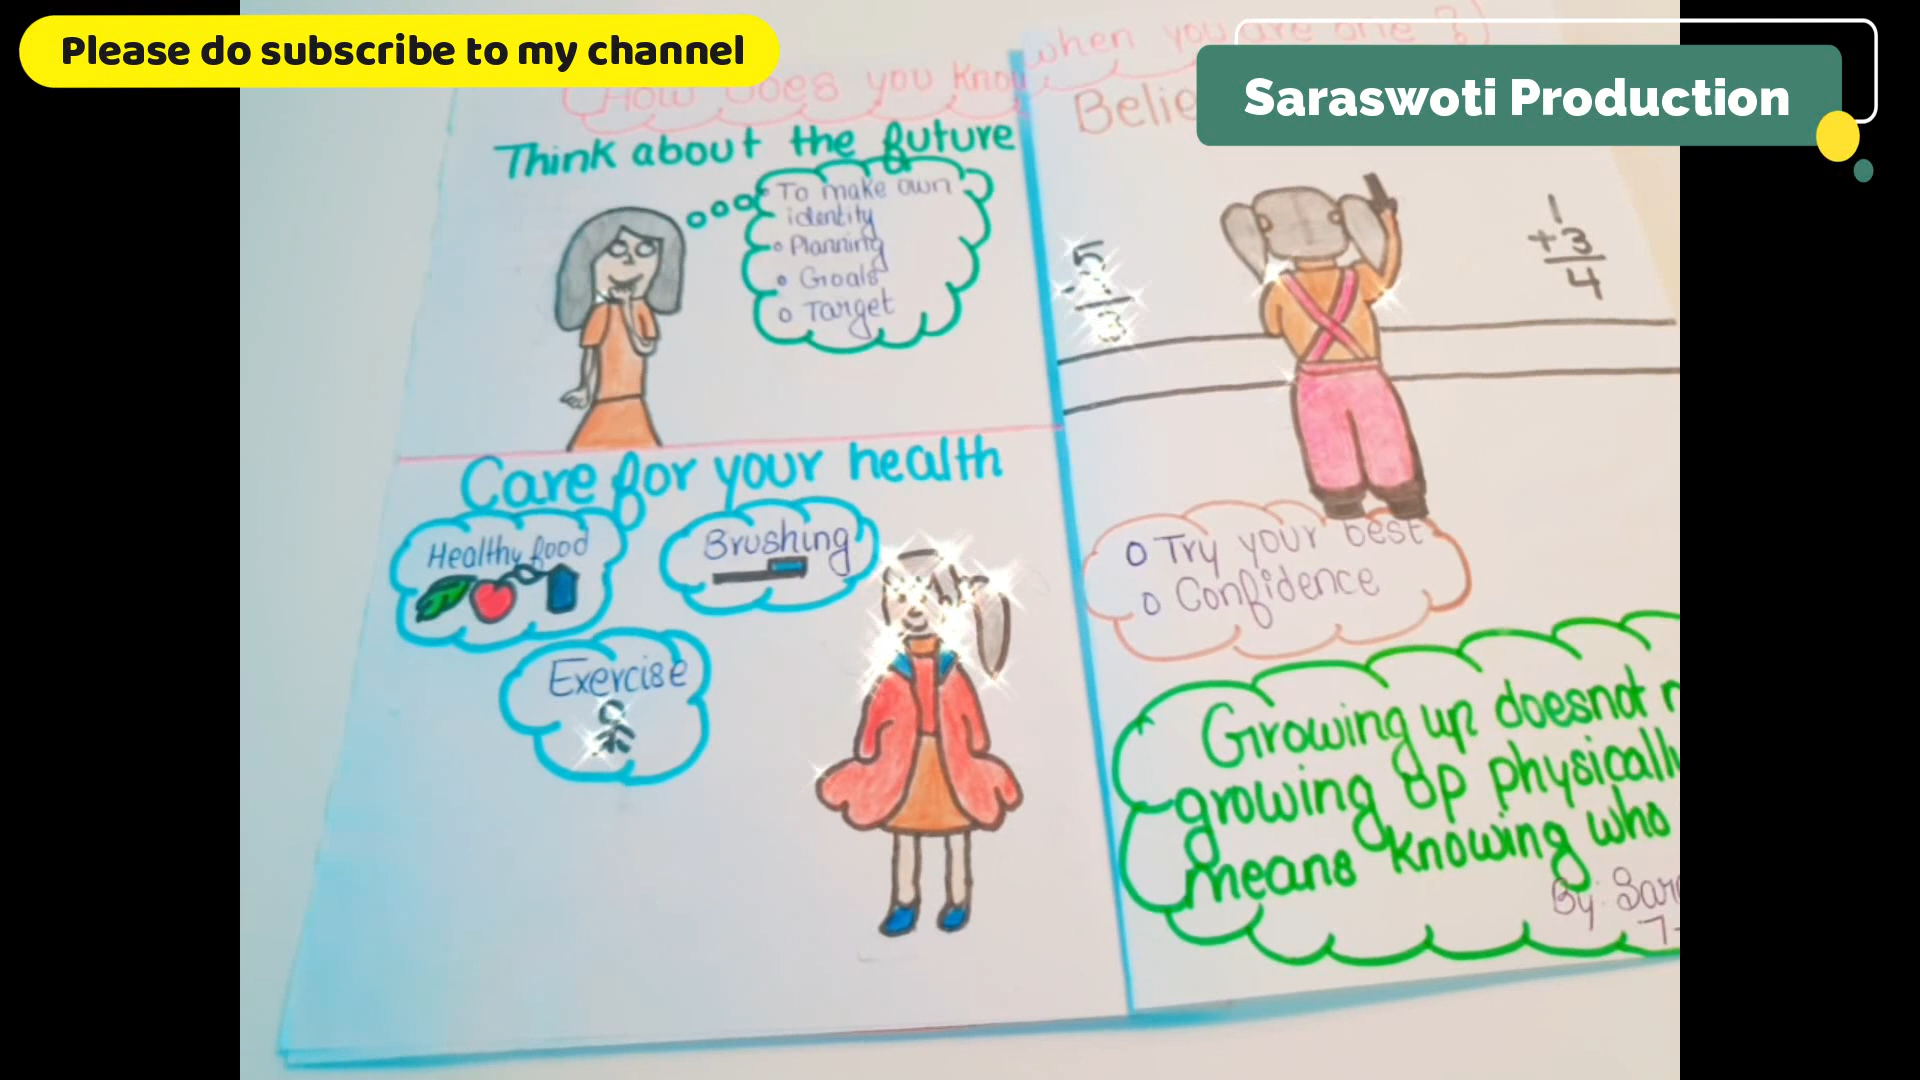 Please do subscribe to my channel
Saraswoti Production
How Does you know when you are one ?
Think about the future
To make own
identity
Planning
Goals
Target
Care for your health
Healthy food
Brushing
Exercise
5
3
1
+3
4
Try your best
Confidence
Growing up doesnot
growing up physically
means knowing who
By: